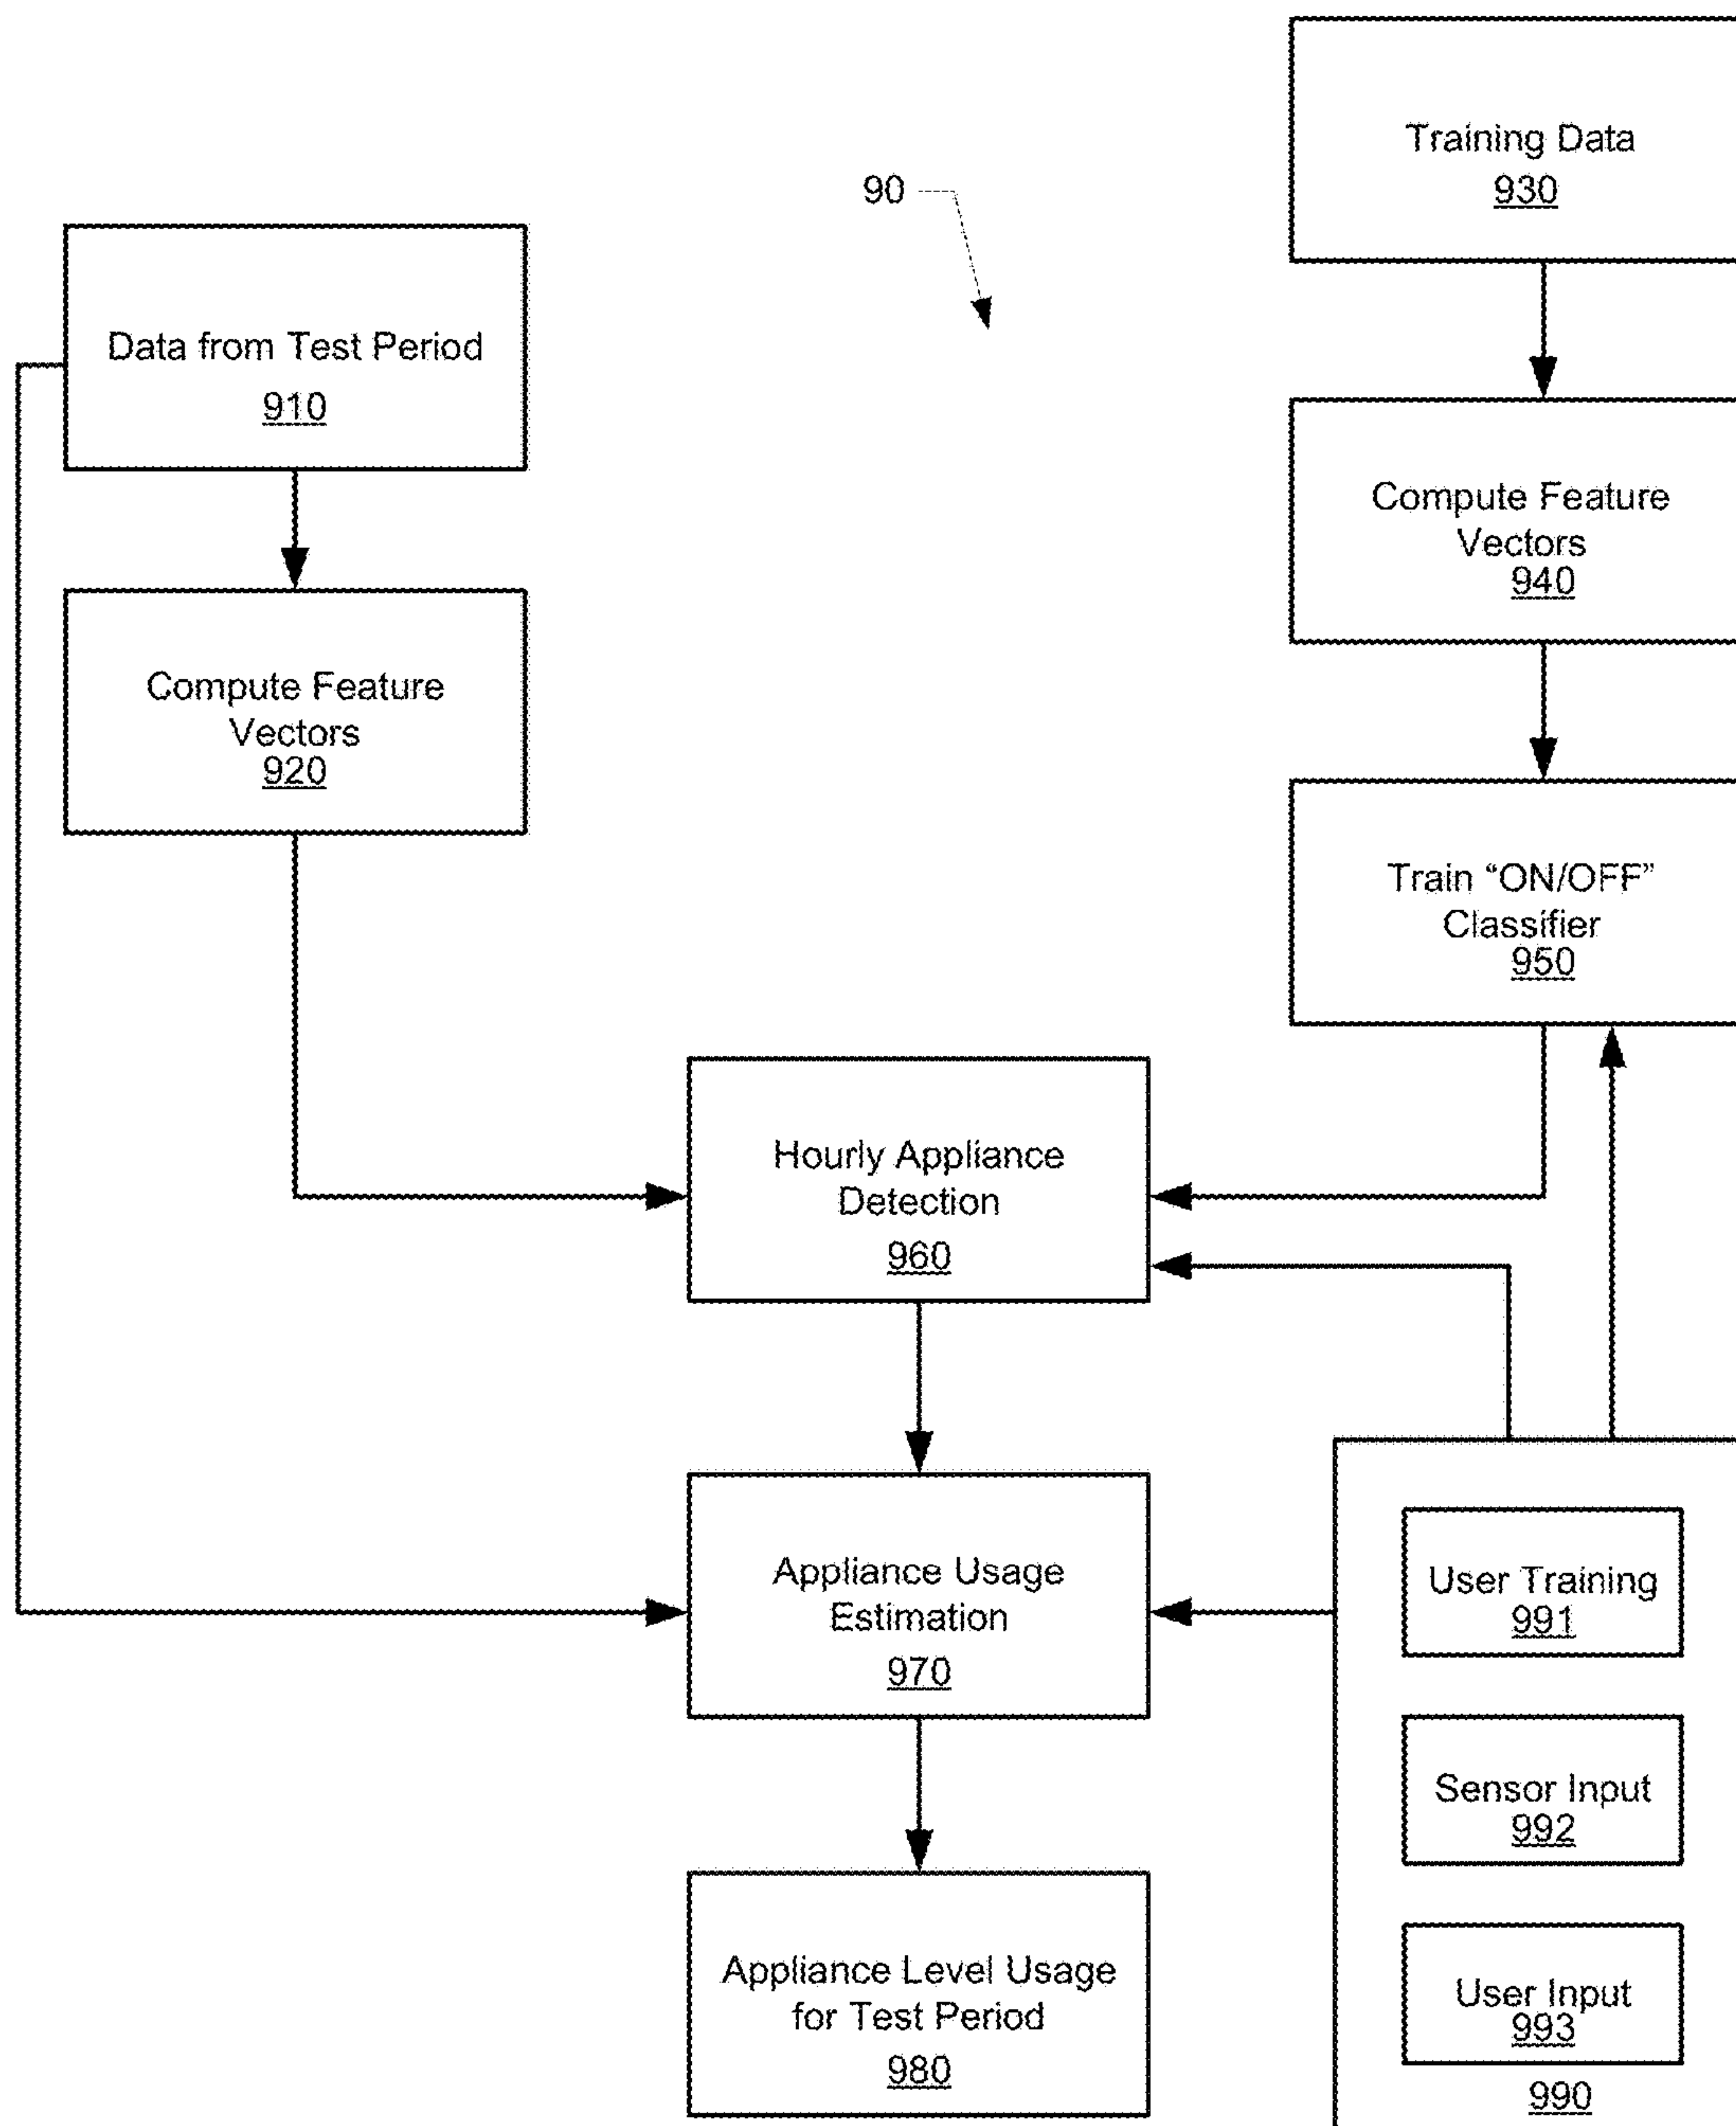 Training Data
930
90
Data from Test Period
910
Compute Feature
Vectors
940
Compute Feature
Vectors
920
Train “ON/OFF”
Classifier
950
Hourly Appliance
Detection
960
Appliance Usage
Estimation
970
User Training
991
Sensor Input
992
Appliance Level Usage
for Test Period
980
User Input
993
990